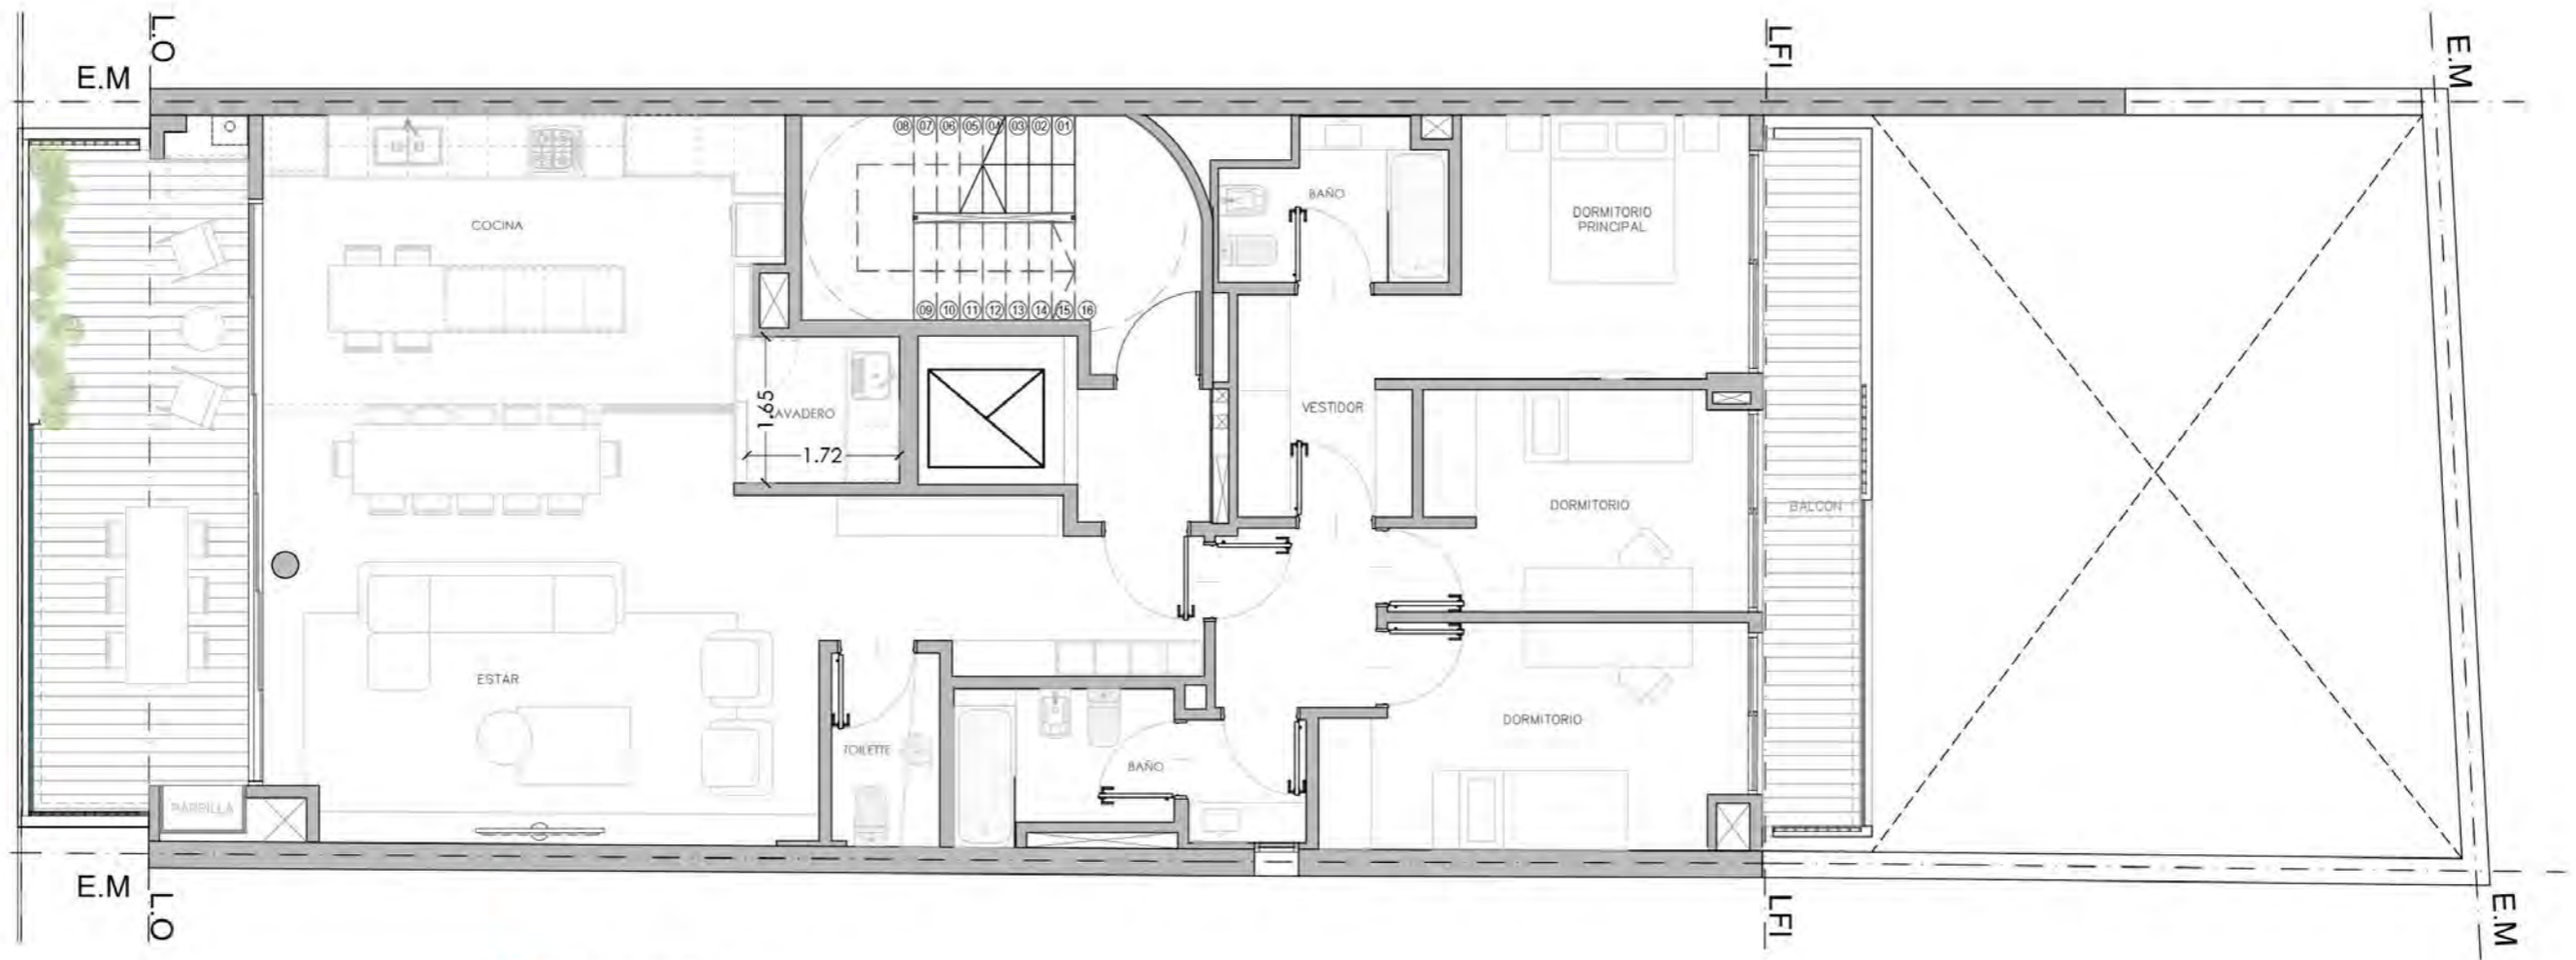 L.O
LFI
E.M
E.M
08 07 06 05 04 03 02 01
BAÑO
COCINA
DORMITORIO
PRINCIPAL
09 10 11 12 13 14 15 16
1.65
LAVADERO
VESTIDOR
1.72
DORMITORIO
BALCON
ESTAR
DORMITORIO
TOILETTE
BAÑO
PARRILLA
E.M
L.O
LFI
E.M